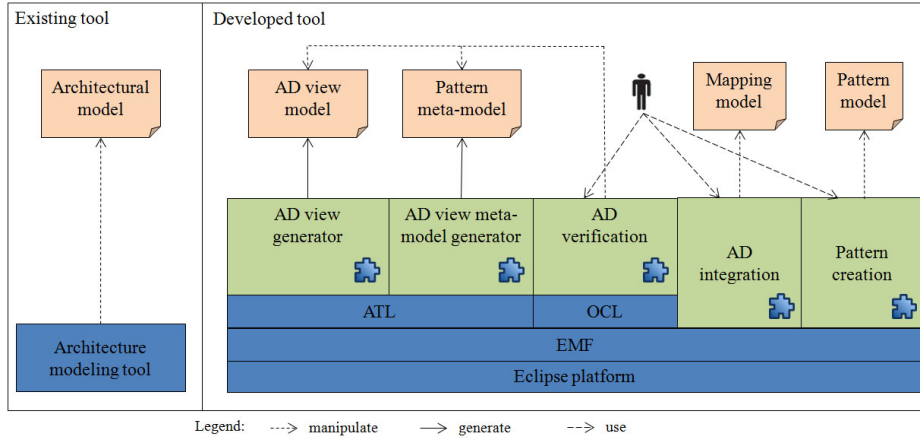 Existing tool
Developed tool
Architectural
model
AD view
model
Pattern
meta-model
Mapping
model
Pattern
model
AD view
generator
AD view meta-
model generator
AD
verification
AD
integration
Pattern
creation
ATL
OCL
Architecture
modeling tool
EMF
Eclipse platform
Legend:
manipulate
generate
use